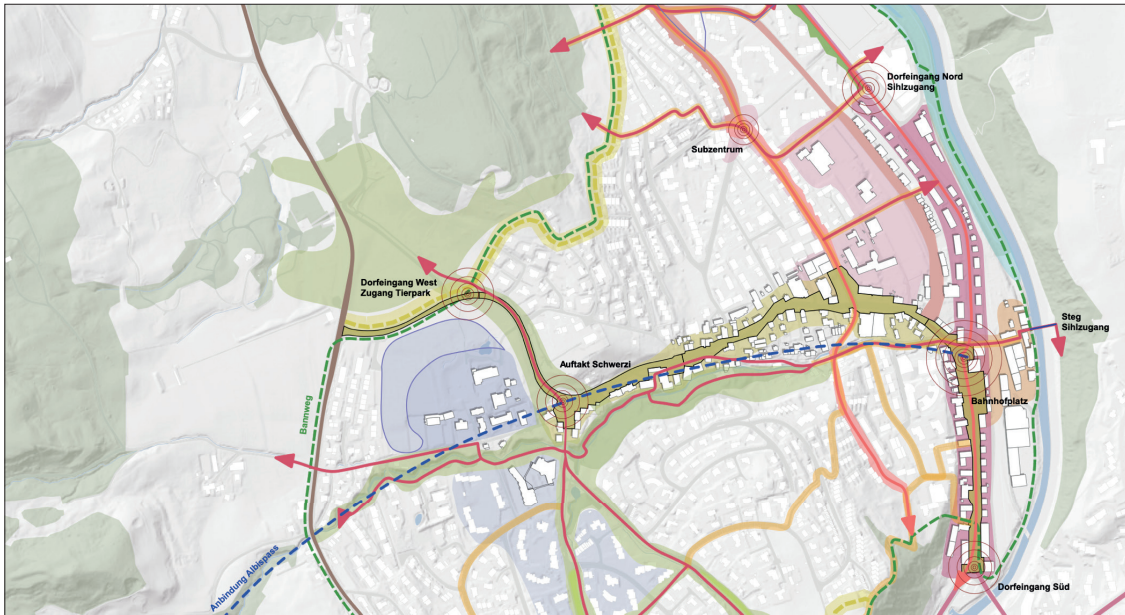 Dorfeingang Nord
Sihlzugang
Subzentrum
Dorfeingang West
Zugang Tierpark
Steg
Sihlzugang
Auftakt Schwerzi
Bahnhofplatz
Bannweg
Anbindung Albispass
Dorfeingang Süd